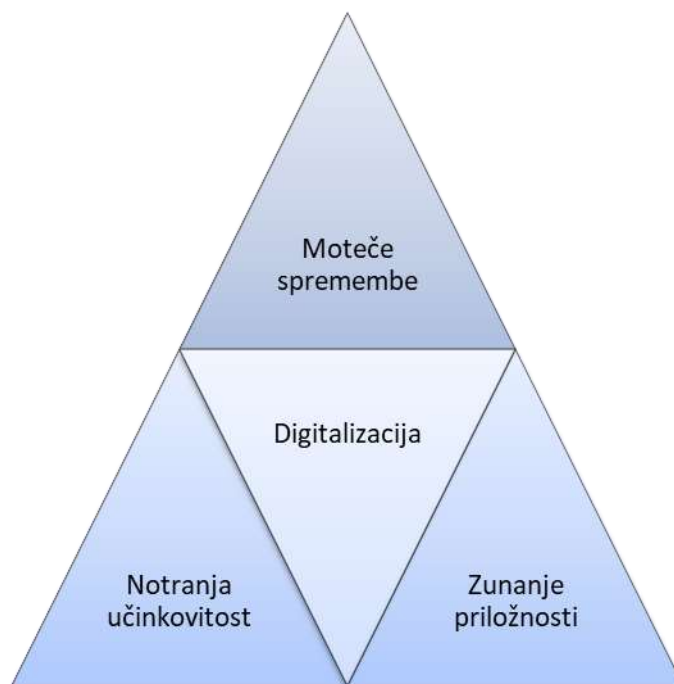 Moteče
spremembe
Digitalizacija
Notranja
učinkovitost
Zunanje
priložnosti